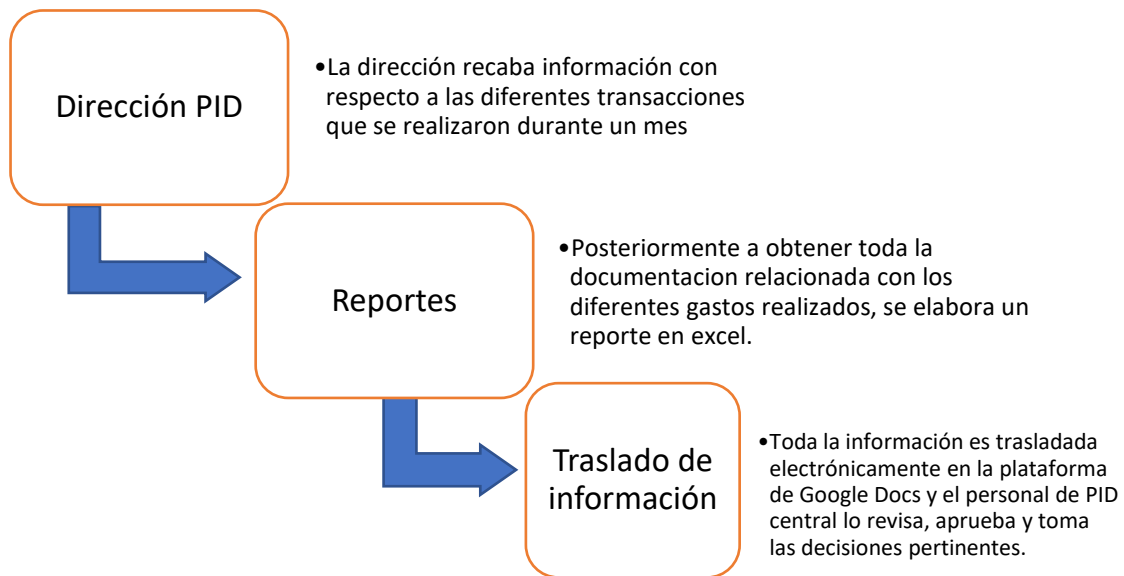 Dirección PID
•La dirección recaba información con
respecto a las diferentes transacciones
que se realizaron durante un mes
Reportes
•Posteriormente a obtener toda la
documentacion relacionada con los
diferentes gastos realizados, se elabora un
reporte en excel.
Traslado de
información
•Toda la información es trasladada
electrónicamente en la plataforma
de Google Docs y el personal de PID
central lo revisa, aprueba y toma
las decisiones pertinentes.